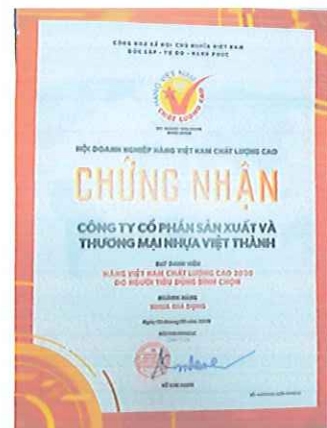 CỘNG HÒA XÃ HỘI CHỦ NGHĨA VIỆT NAM
ĐỘC LẬP - TỰ DO - HẠNH PHÚC
HÀNG VIỆT NAM
CHẤT LƯỢNG CAO
HỘI DOANH NGHIỆP HÀNG VIỆT NAM CHẤT LƯỢNG CAO
CHỨNG NHẬN
CÔNG TY CỔ PHẦN SẢN XUẤT VÀ
THƯƠNG MẠI NHỰA VIỆT THÀNH
ĐẠT DANH HIỆU
HÀNG VIỆT NAM CHẤT LƯỢNG CAO 2020
DO NGƯỜI TIÊU DÙNG BÌNH CHỌN
NGÀNH HÀNG
NHỰA GIA DỤNG